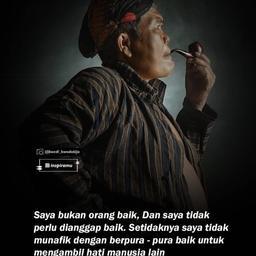 @bocil_kendokijo
inspiremu
Saya bukan orang baik, Dan saya tidak
perlu dianggap baik. Setidaknya saya tidak
munafik dengan berpura - pura baik untuk
mengambil hati manusia lain